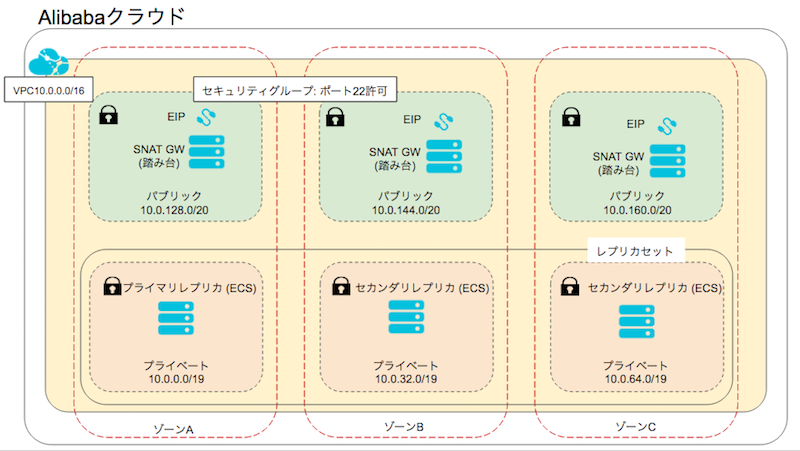 Alibabaクラウド
VPC10.0.0.0/16
セキュリティグループ: ポート22許可
EIP
SNAT GW
(踏み台)
パブリック
10.0.128.0/20
EIP
SNAT GW
(踏み台)
パブリック
10.0.144.0/20
EIP
SNAT GW
(踏み台)
パブリック
10.0.160.0/20
レプリカセット
プライマリレプリカ (ECS)
プライベート
10.0.0.0/19
セカンダリレプリカ (ECS)
プライベート
10.0.32.0/19
セカンダリレプリカ (ECS)
プライベート
10.0.64.0/19
ゾーンA
ゾーンB
ゾーンC